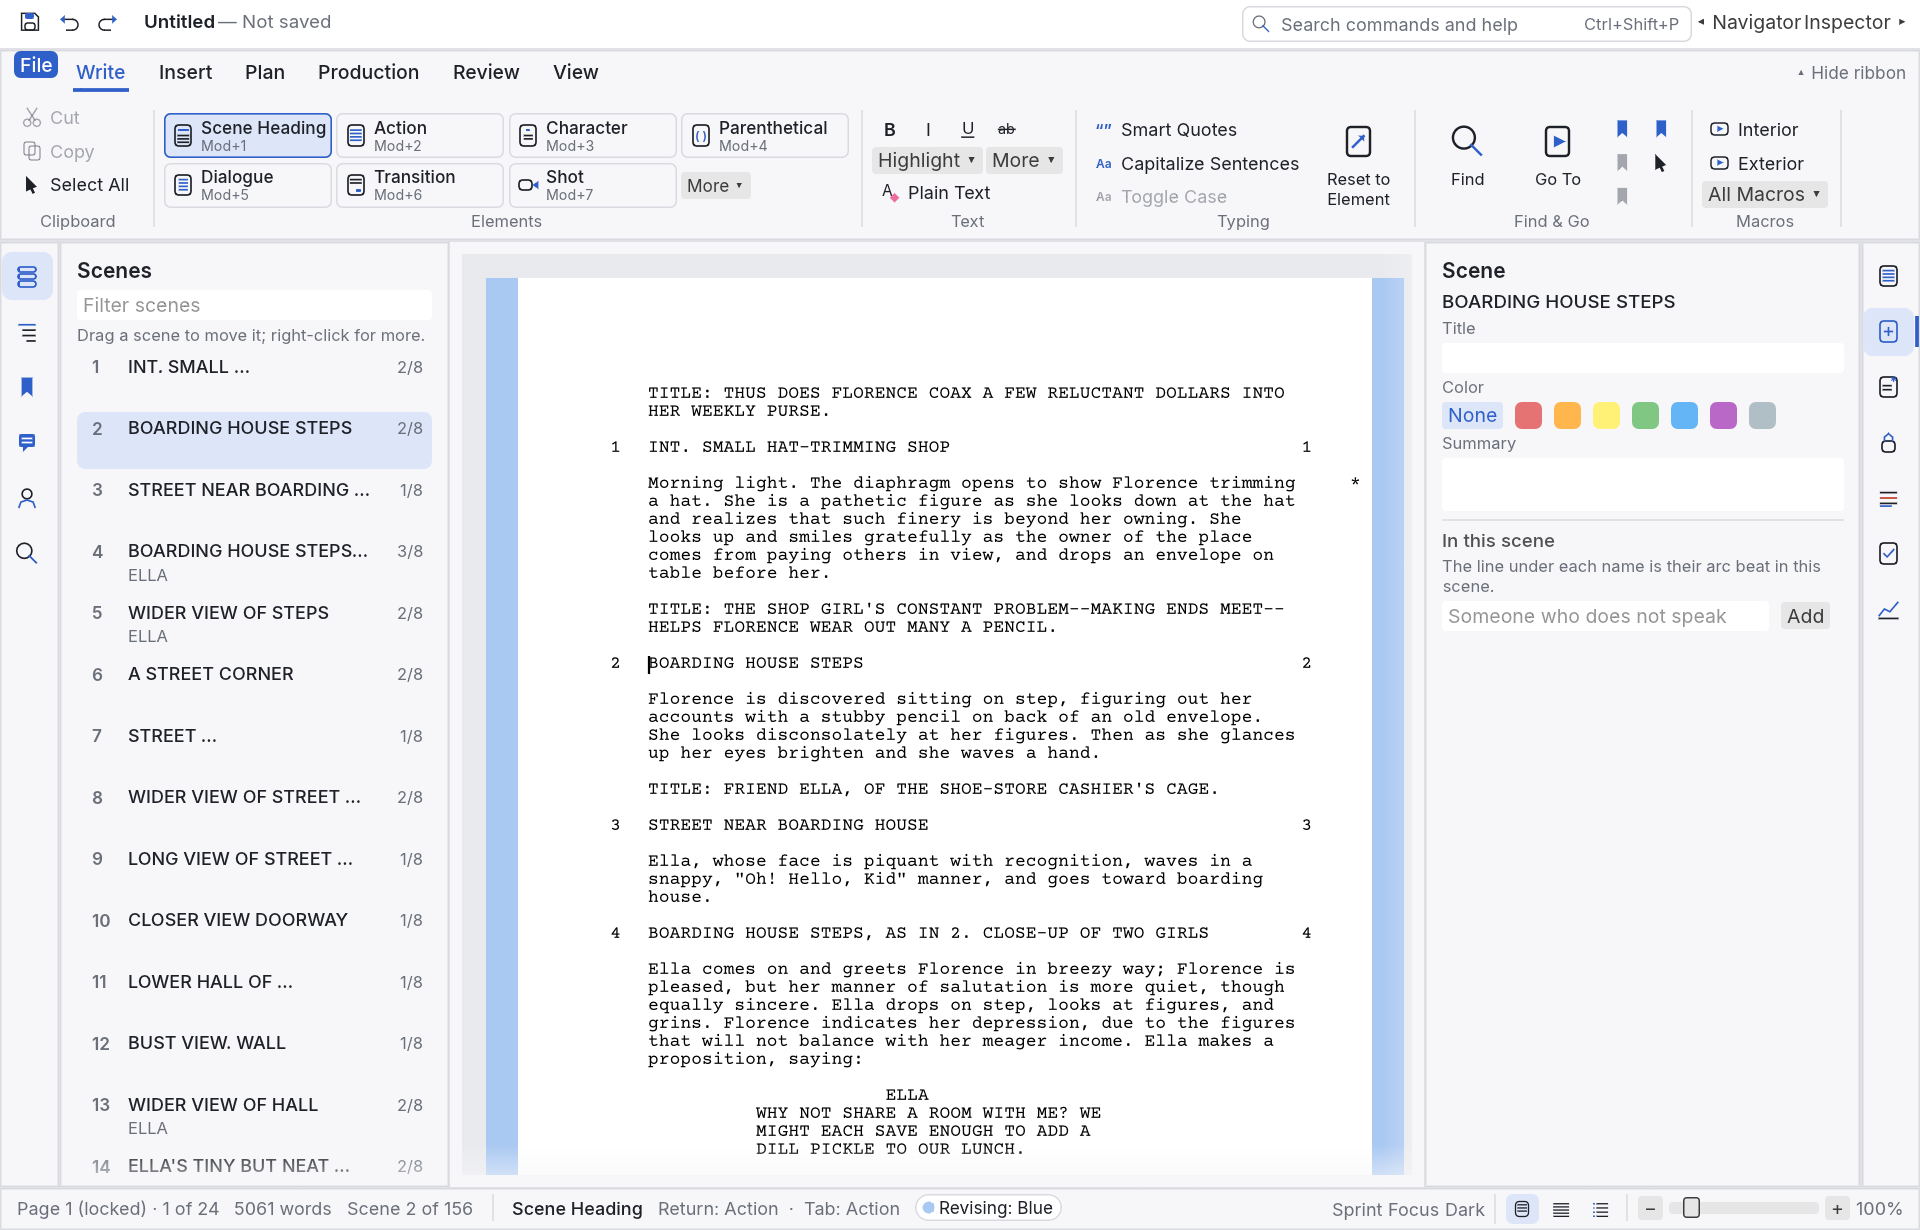 Untitled — Not saved
Search commands and help Ctrl+Shift+P
Navigator Inspector
File Write Insert Plan Production Review View
Hide ribbon
Cut
Copy
Select All
Clipboard
Scene Heading Mod+1
Action Mod+2
Character Mod+3
Parenthetical Mod+4
Dialogue Mod+5
Transition Mod+6
Shot Mod+7
More
Elements
B I U ab
Highlight More
Plain Text
Text
Smart Quotes
Capitalize Sentences
Aa Toggle Case
Typing
Reset to
Element
Find
Go To
Find & Go
Interior
Exterior
All Macros
Macros
Scenes
Filter scenes
Drag a scene to move it; right-click for more.
1 INT. SMALL ... 2/8
2 BOARDING HOUSE STEPS 2/8
3 STREET NEAR BOARDING ... 1/8
4 BOARDING HOUSE STEPS... 3/8
ELLA
5 WIDER VIEW OF STEPS 2/8
ELLA
6 A STREET CORNER 2/8
7 STREET ... 1/8
8 WIDER VIEW OF STREET ... 2/8
9 LONG VIEW OF STREET ... 1/8
10 CLOSER VIEW DOORWAY 1/8
11 LOWER HALL OF ... 1/8
12 BUST VIEW. WALL 1/8
13 WIDER VIEW OF HALL 2/8
ELLA
14 ELLA'S TINY BUT NEAT ... 2/8
TITLE: THUS DOES FLORENCE COAX A FEW RELUCTANT DOLLARS INTO
HER WEEKLY PURSE.
1 INT. SMALL HAT-TRIMMING SHOP 1
Morning light. The diaphragm opens to show Florence trimming *
a hat. She is a pathetic figure as she looks down at the hat
and realizes that such finery is beyond her owning. She
looks up and smiles gratefully as the owner of the place
comes from paying others in view, and drops an envelope on
table before her.
TITLE: THE SHOP GIRL'S CONSTANT PROBLEM--MAKING ENDS MEET--
HELPS FLORENCE WEAR OUT MANY A PENCIL.
2 BOARDING HOUSE STEPS 2
Florence is discovered sitting on step, figuring out her
accounts with a stubby pencil on back of an old envelope.
She looks disconsolately at her figures. Then as she glances
up her eyes brighten and she waves a hand.
TITLE: FRIEND ELLA, OF THE SHOE-STORE CASHIER'S CAGE.
3 STREET NEAR BOARDING HOUSE 3
Ella, whose face is piquant with recognition, waves in a
snappy, "Oh! Hello, Kid" manner, and goes toward boarding
house.
4 BOARDING HOUSE STEPS, AS IN 2. CLOSE-UP OF TWO GIRLS 4
Ella comes on and greets Florence in breezy way; Florence is
pleased, but her manner of salutation is more quiet, though
equally sincere. Ella drops on step, looks at figures, and
grins. Florence indicates her depression, due to the figures
that will not balance with her meager income. Ella makes a
proposition, saying:
ELLA
WHY NOT SHARE A ROOM WITH ME? WE
MIGHT EACH SAVE ENOUGH TO ADD A
DILL PICKLE TO OUR LUNCH.
Scene
BOARDING HOUSE STEPS
Title
Color
None
Summary
In this scene
The line under each name is their arc beat in this
scene.
Someone who does not speak Add
Page 1 (locked) · 1 of 24 5061 words Scene 2 of 156 Scene Heading Return: Action · Tab: Action Revising: Blue Sprint Focus Dark − + 100%